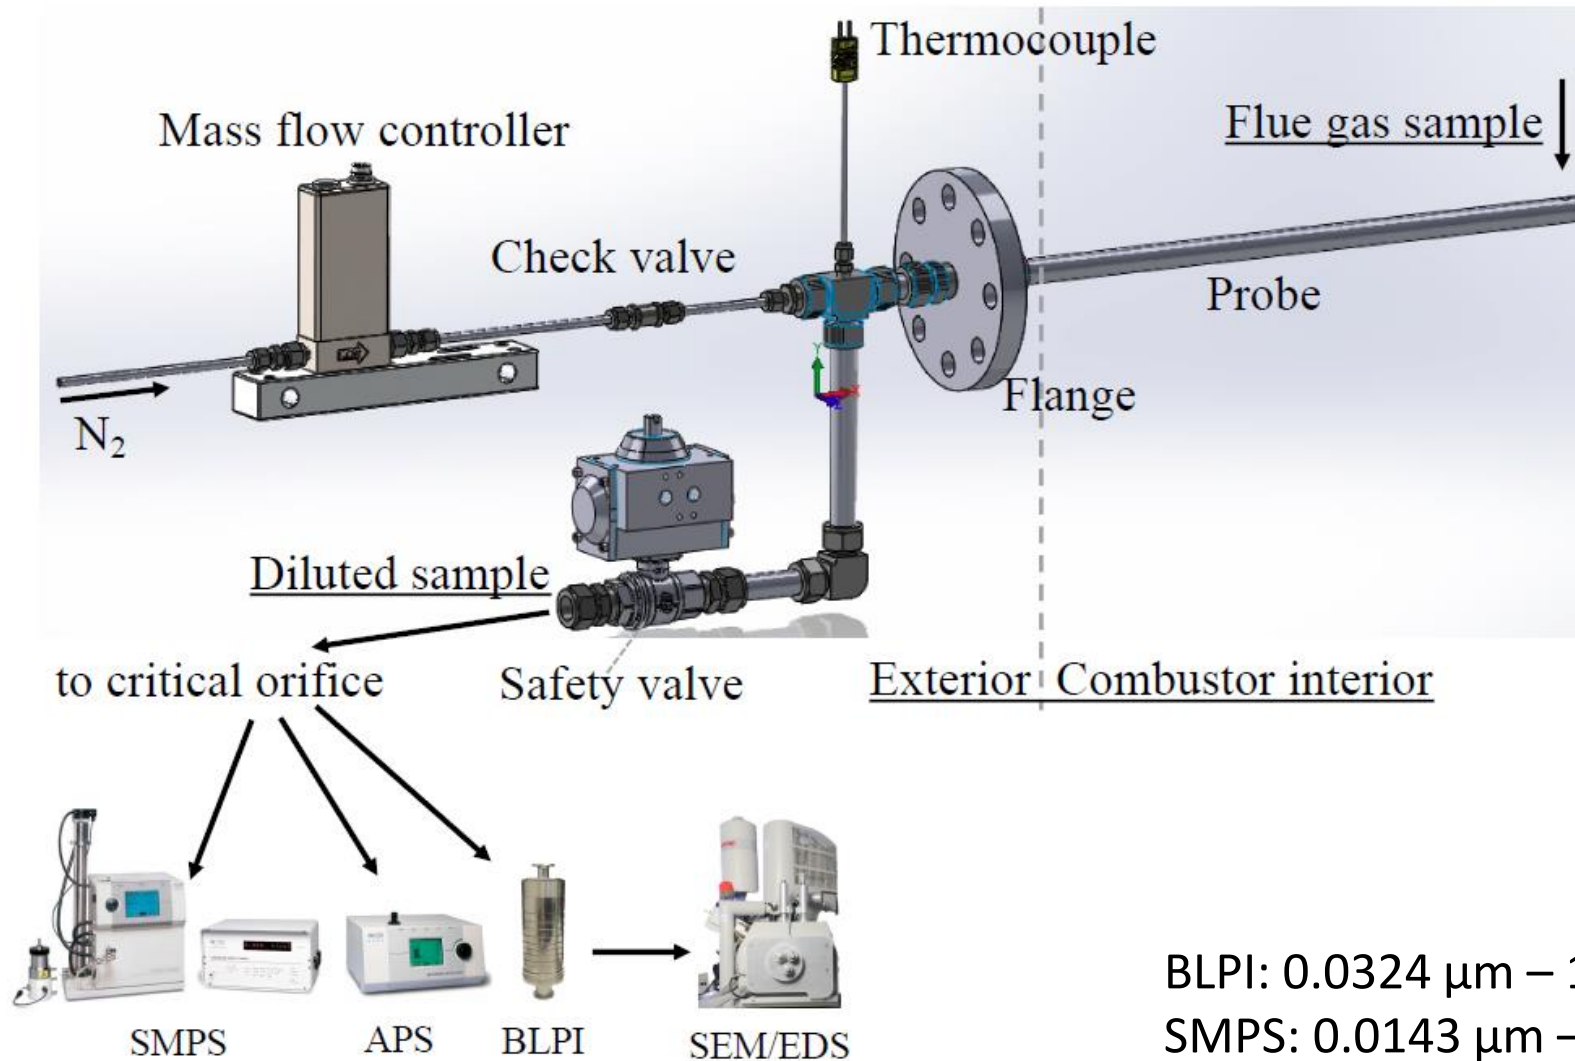 Thermocouple
Mass flow controller
Flue gas sample
Check valve
Probe
N₂
Flange
Diluted sample
to critical orifice
Safety valve
Exterior
Combustor interior
SMPS
APS
BLPI
SEM/EDS
BLPI: 0.0324 µm –
SMPS: 0.0143 µm –